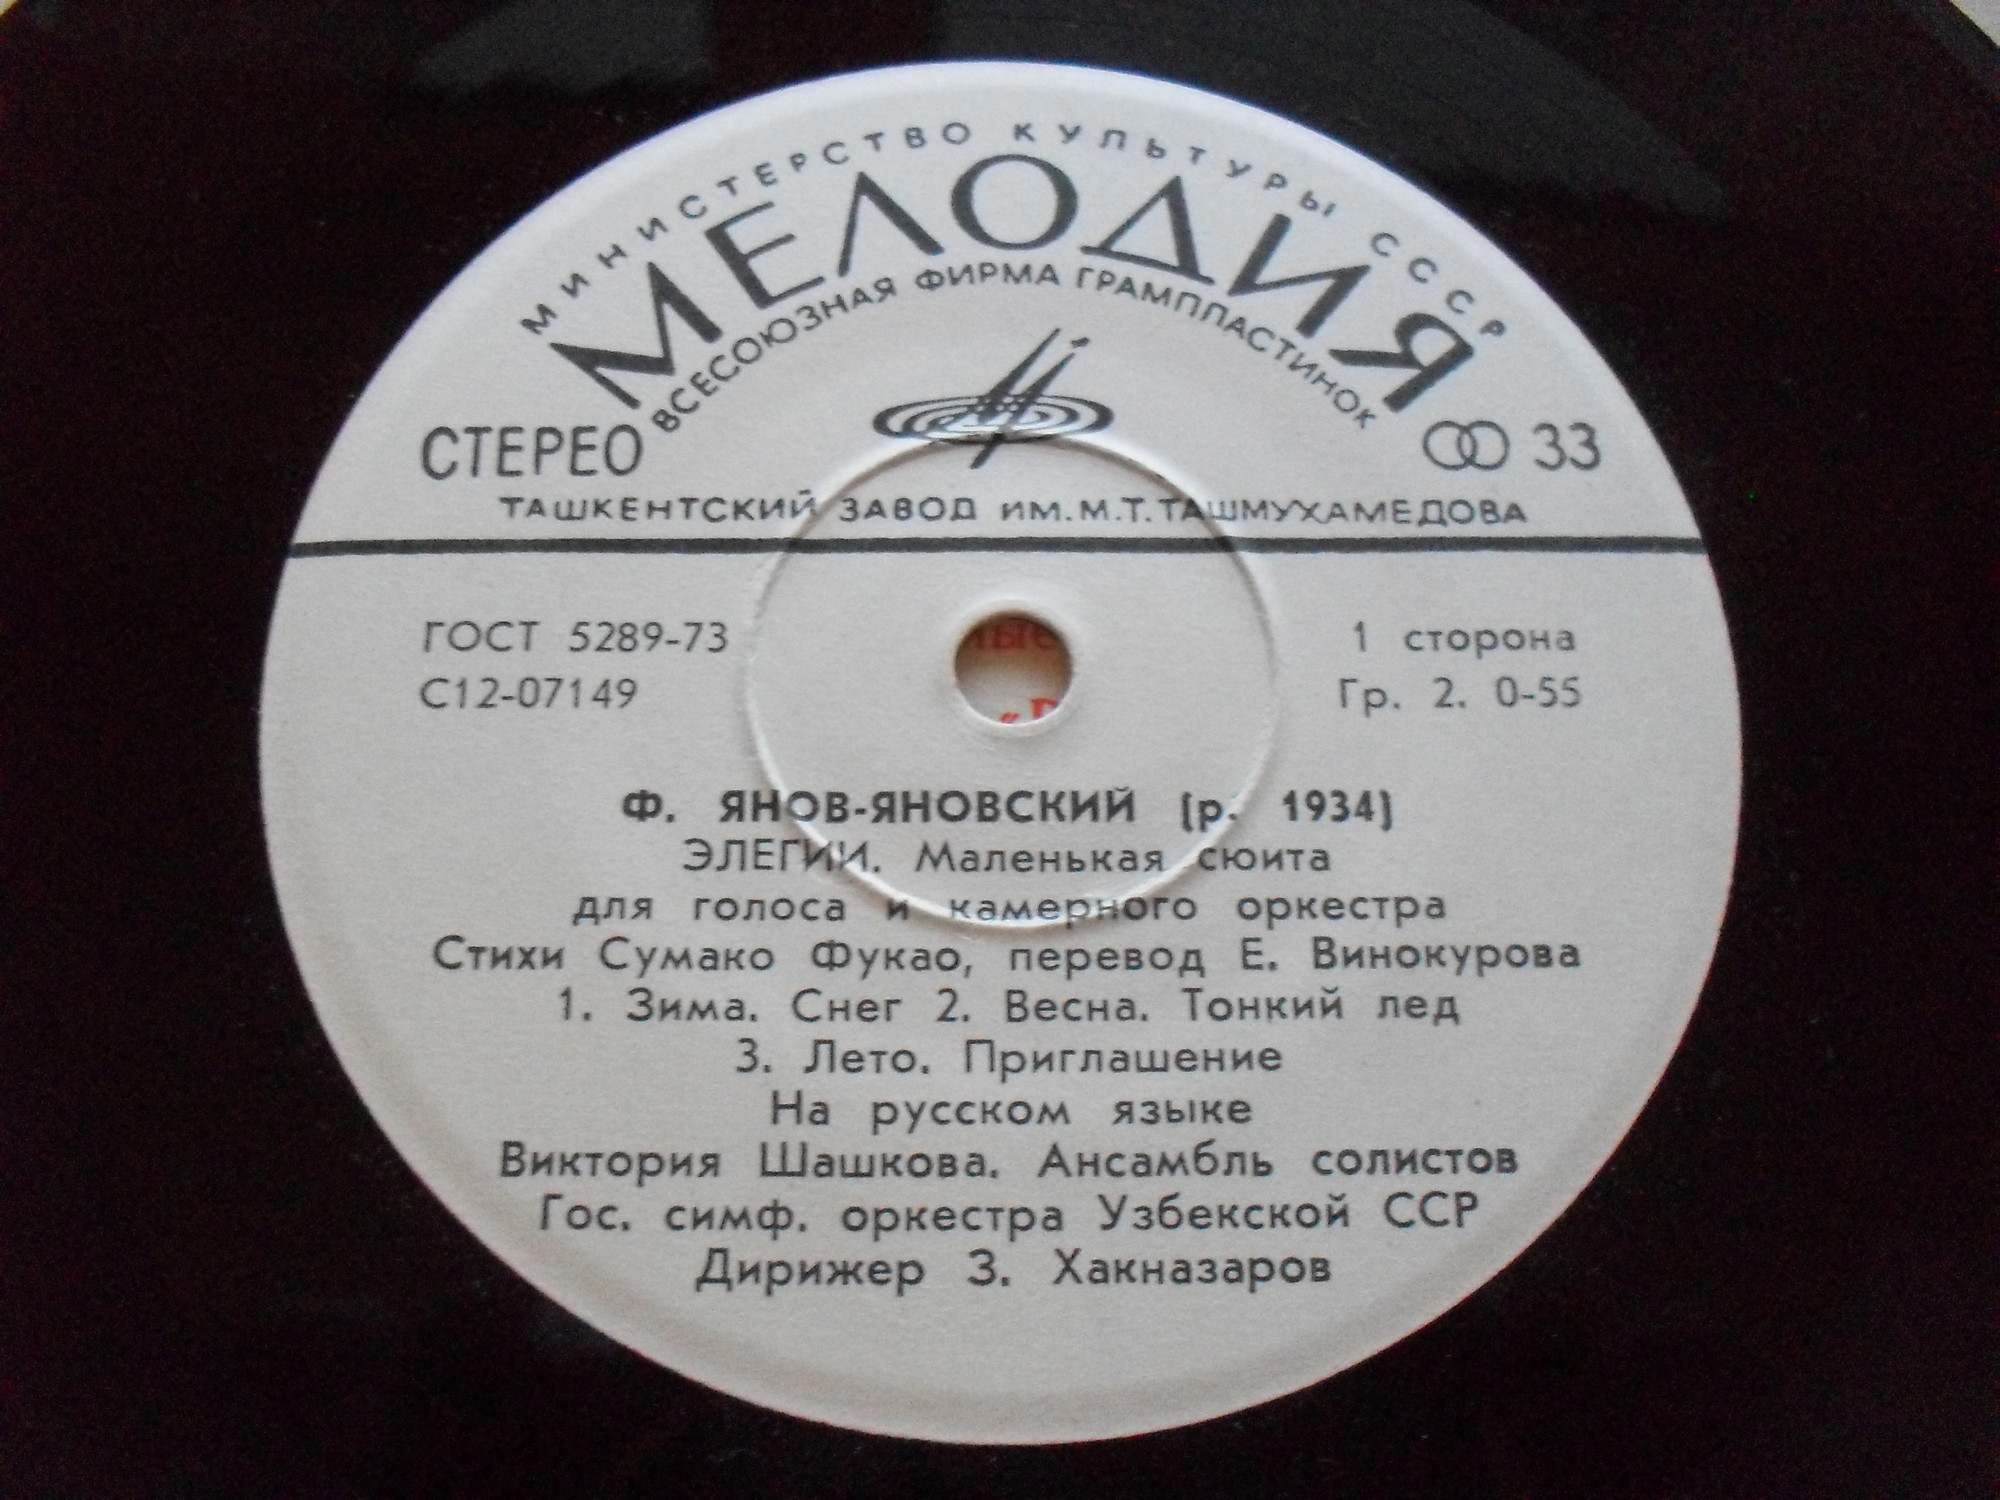 МИНИСТЕРСТВО КУЛЬТУРЫ СССР
МЕЛОДИЯ
ВСЕСОЮЗНАЯ ФИРМА ГРАМПЛАСТИНОК
СТЕРЕО 33
ТАШКЕНТСКИЙ ЗАВОД ИМ.М.Т.ТАШМУХАМЕДОВА
ГОСТ 5289-73 1 сторона
С12-07149 Гр. 2. 0-55
Ф. ЯНОВ-ЯНОВСКИЙ (р. 1934)
ЭЛЕГИИ. Маленькая сюита
для голоса и камерного оркестра
Стихи Сумако Фукао, перевод Е. Винокурова
1. Зима. Снег 2. Весна. Тонкий лед
3. Лето. Приглашение
На русском языке
Виктория Шашкова. Ансамбль солистов
Гос. симф. оркестра Узбекской ССР
Дирижер З. Хакназаров